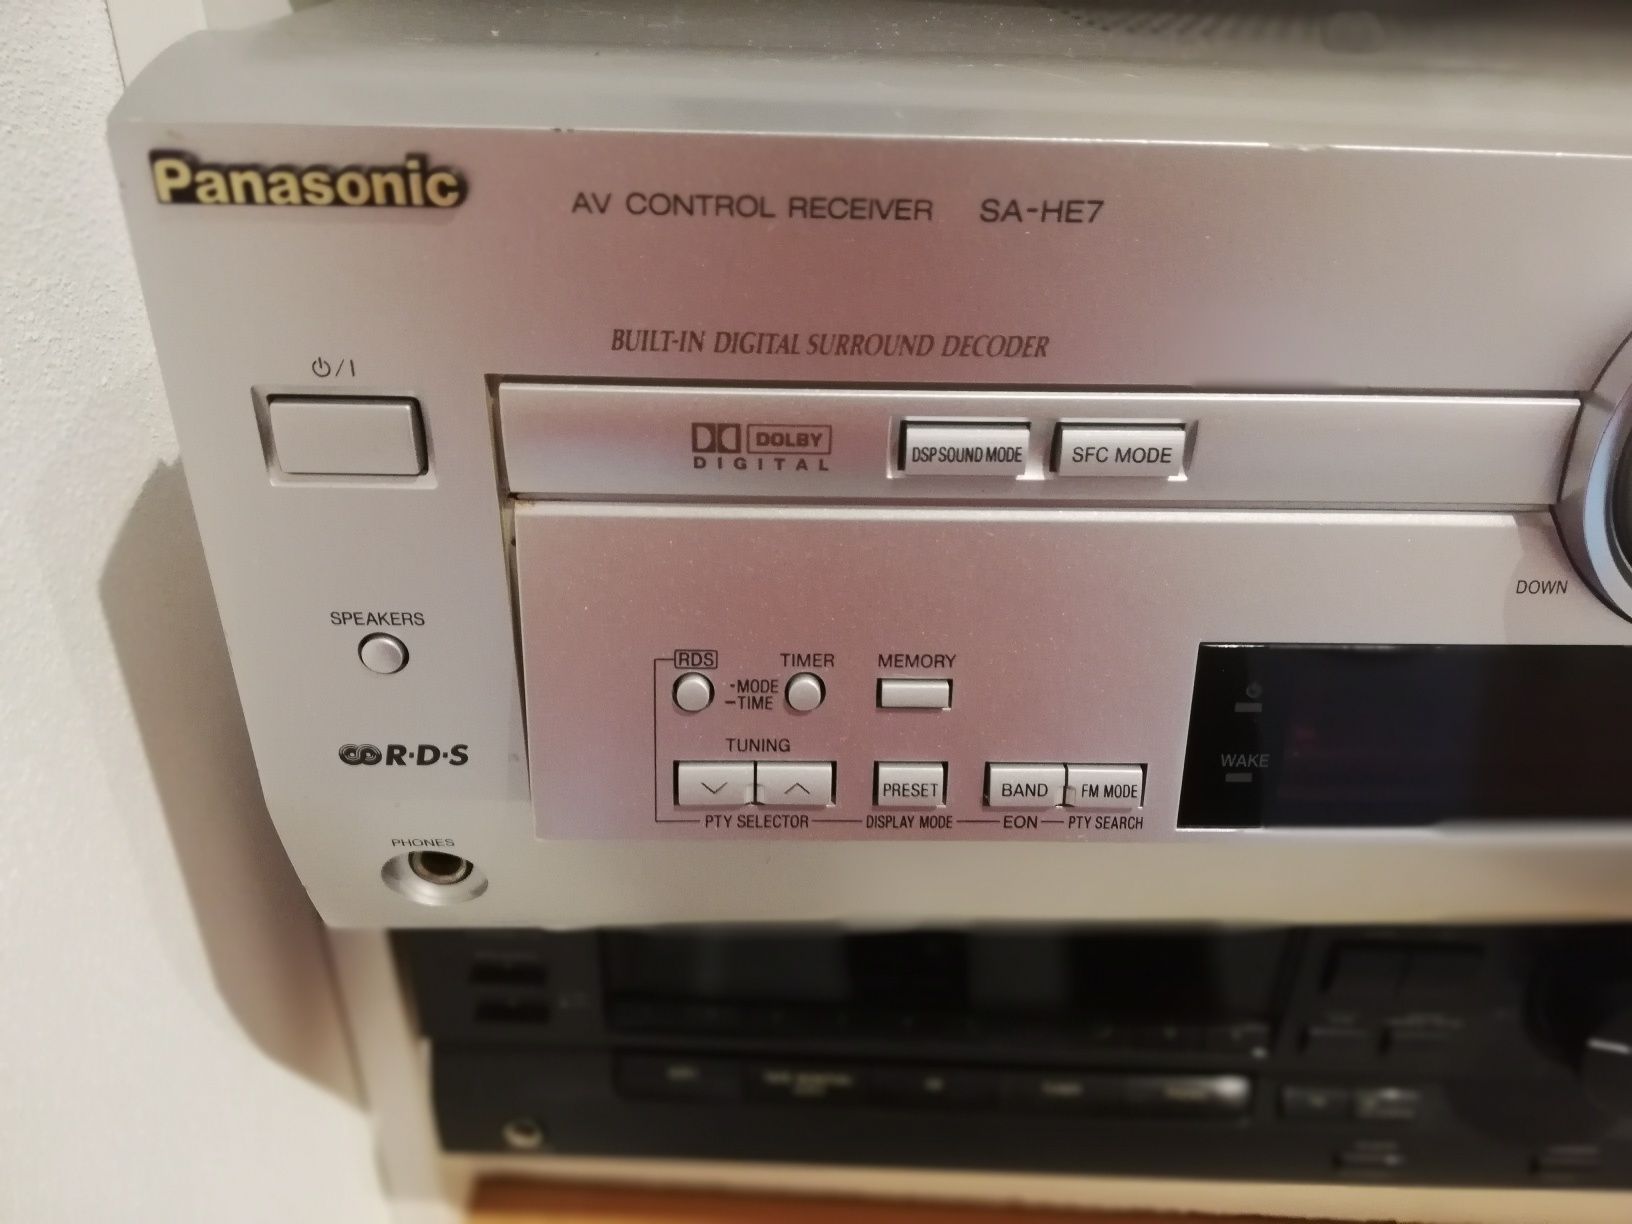 Panasonic
AV CONTROL RECEIVER SA-HE7
BUILT-IN DIGITAL SURROUND DECODER
⏻/I
DOLBY
DIGITAL
DSP SOUND MODE
SFC MODE
DOWN
SPEAKERS
RDS
TIMER
MEMORY
-MODE
—TIME
R·D·S
TUNING
PRESET
BAND
FM MODE
WAKE
PTY SELECTOR
DISPLAY MODE
EON
PTY SEARCH
PHONES